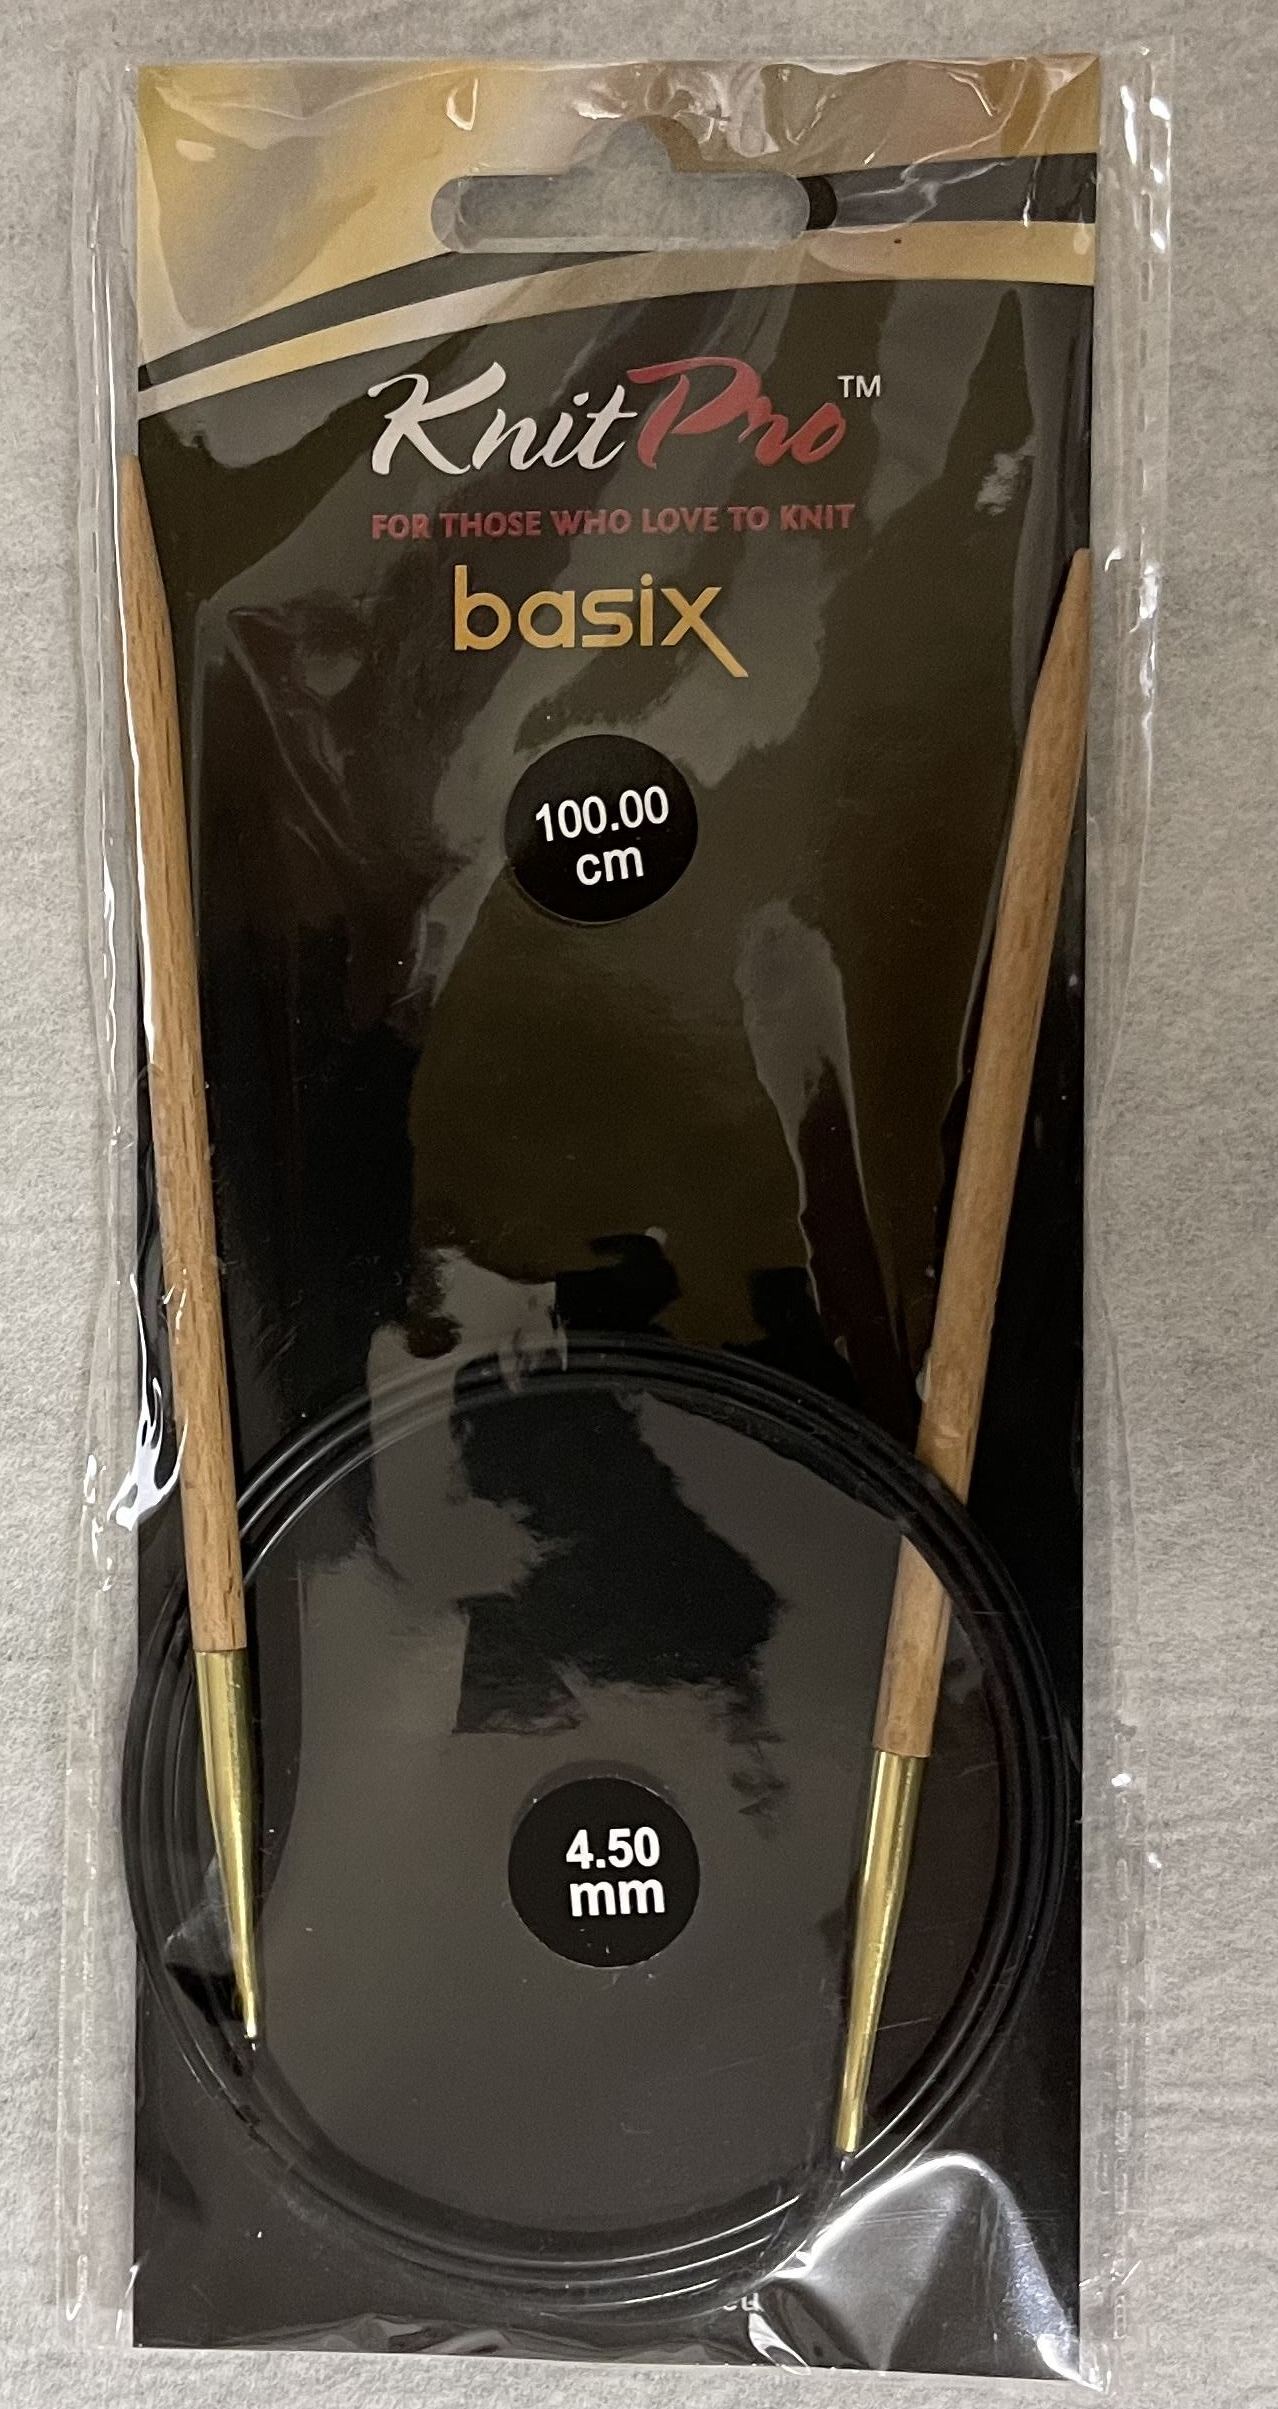 KnitPro™
FOR THOSE WHO LOVE TO KNIT
basix
100.00
cm
4.50
mm